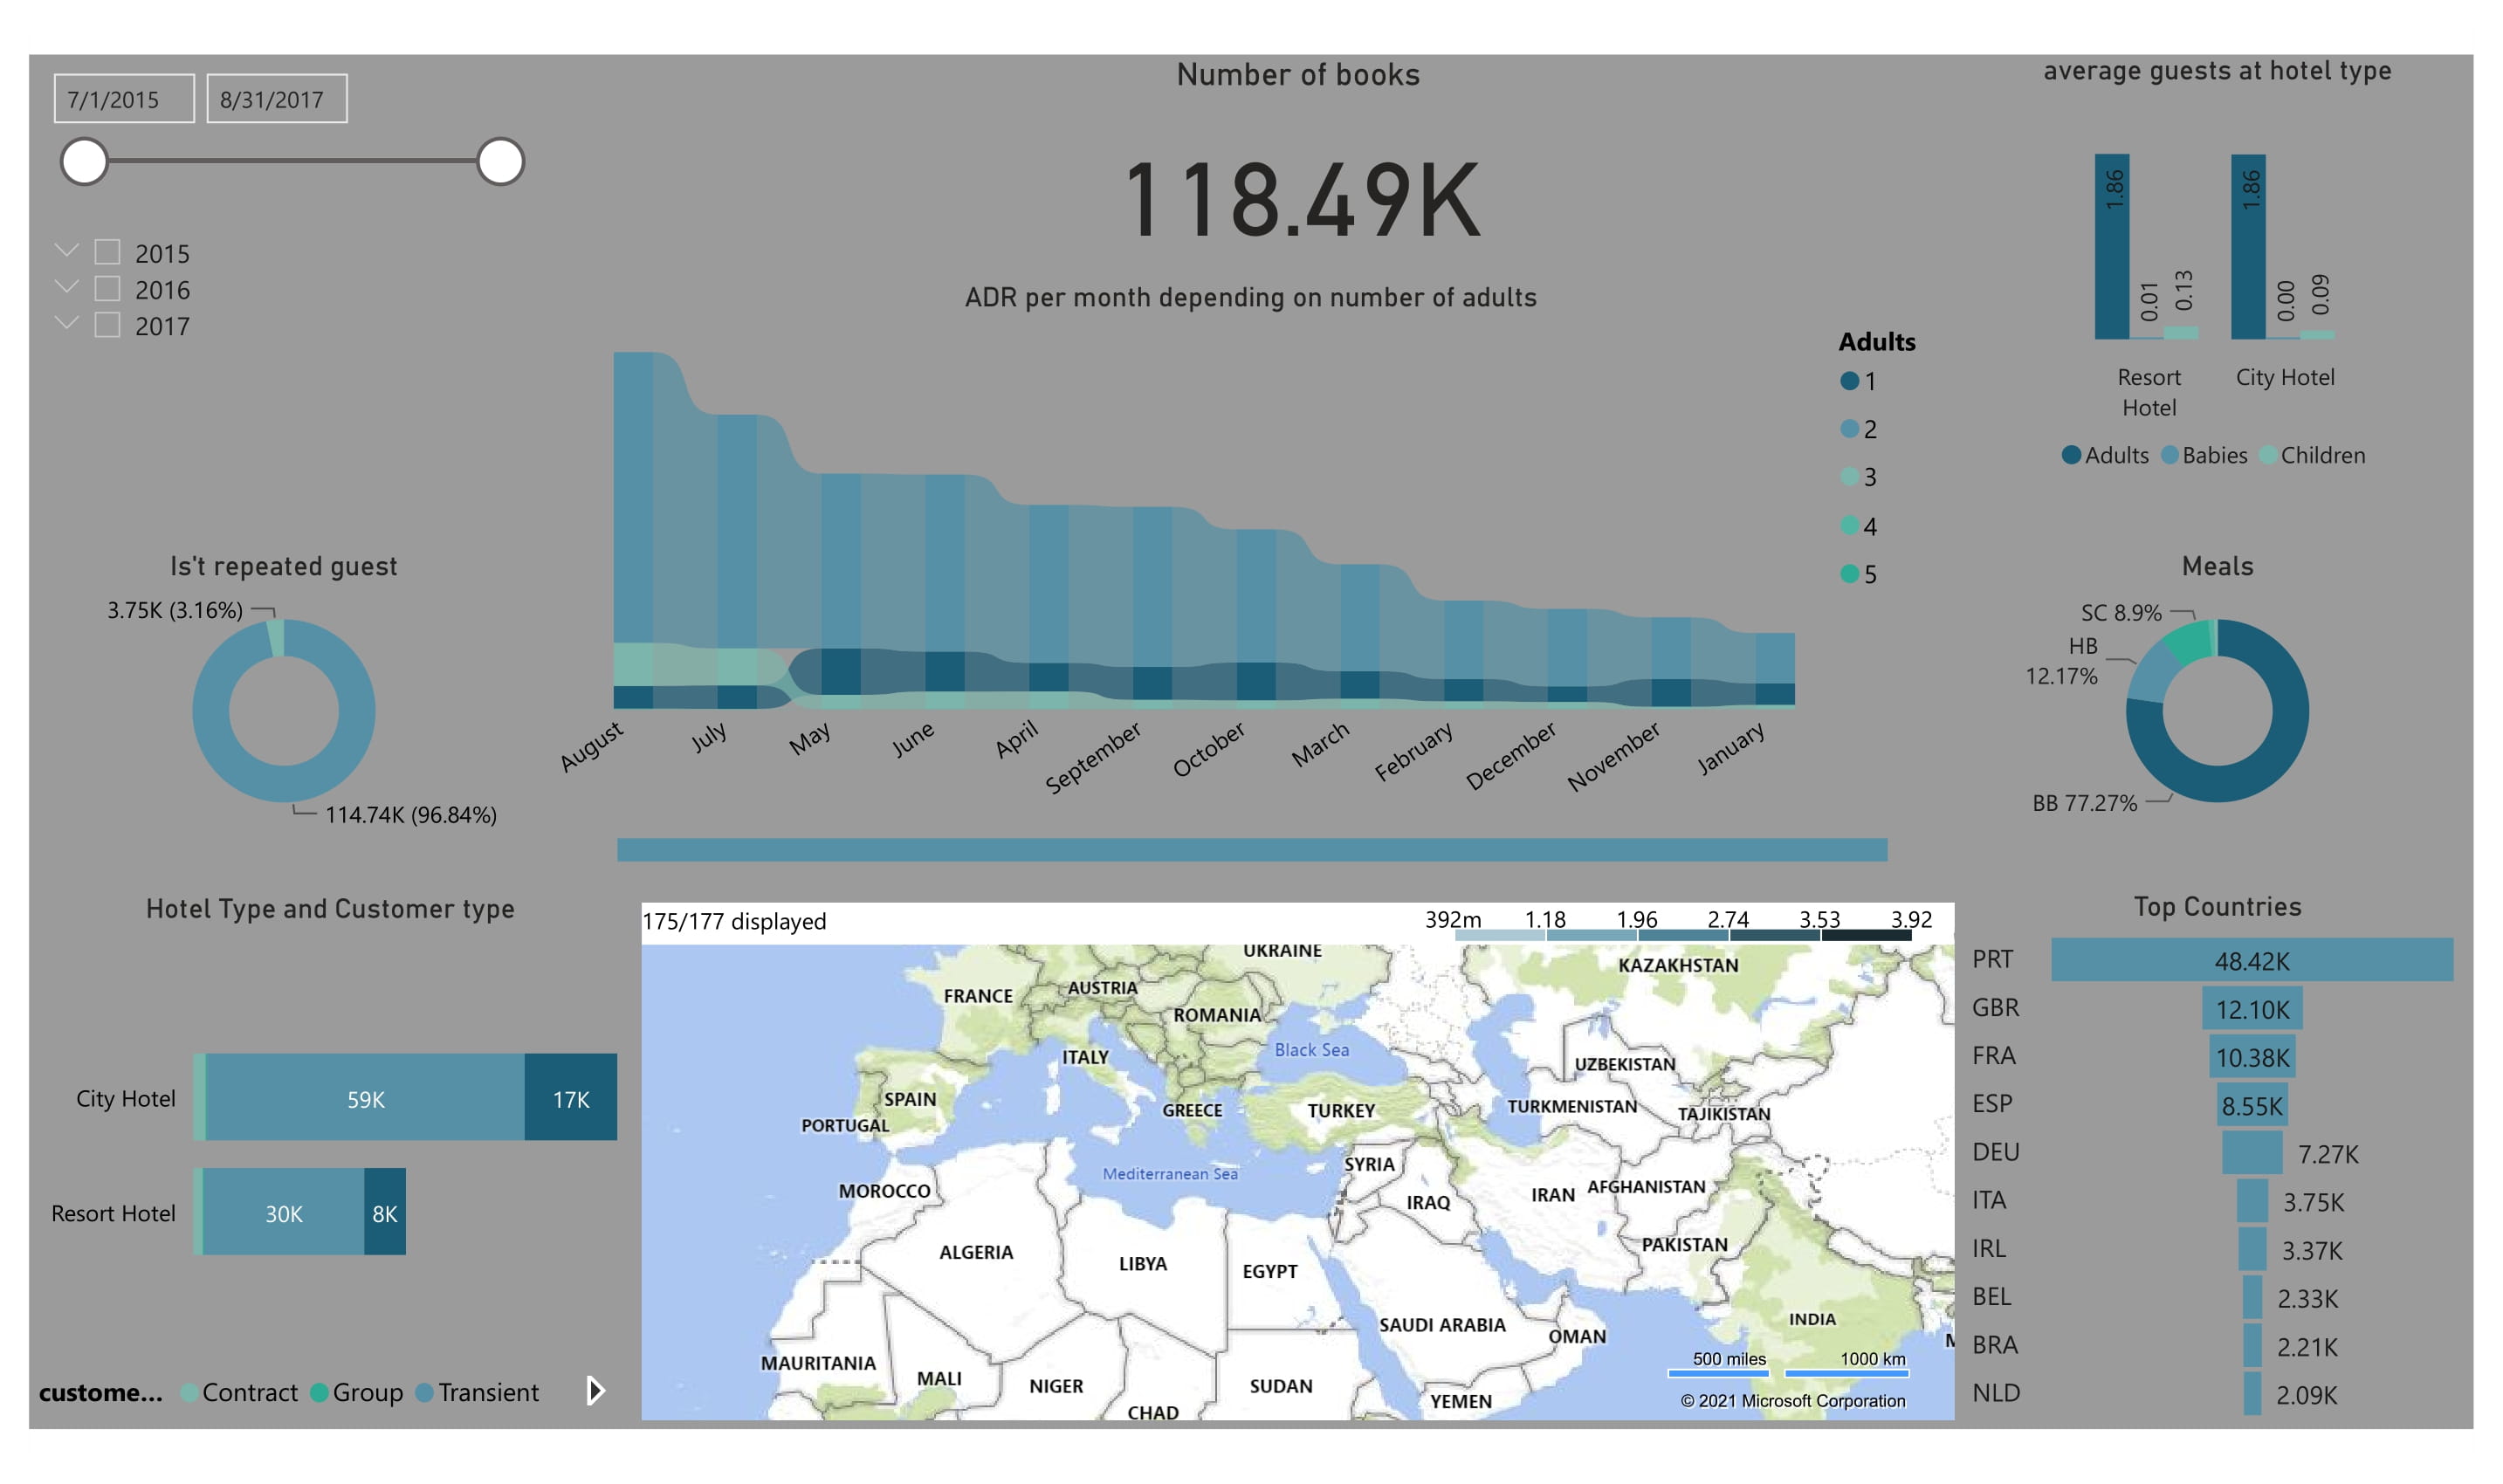 7/1/2015
8/31/2017
2015
2016
2017
Number of books
118.49K
average guests at hotel type
1.86
0.01
0.13
1.86
0.00
0.09
Resort
Hotel
City Hotel
Adults
Babies
Children
ADR per month depending on number of adults
Adults
1
2
3
4
5
August
July
May
June
April
September
October
March
February
December
November
January
Is't repeated guest
3.75K (3.16%)
114.74K (96.84%)
Meals
SC 8.9%
HB
12.17%
BB 77.27%
Hotel Type and Customer type
City Hotel
59K
17K
Resort Hotel
30K
8K
custome...
Contract
Group
Transient
175/177 displayed
392m
1.18
1.96
2.74
3.53
3.92
UKRAINE
KAZAKHSTAN
FRANCE
AUSTRIA
ROMANIA
ITALY
Black Sea
UZBEKISTAN
SPAIN
GREECE
TURKEY
TURKMENISTAN
TAJIKISTAN
PORTUGAL
SYRIA
Mediterranean Sea
MOROCCO
IRAQ
IRAN
AFGHANISTAN
ALGERIA
LIBYA
EGYPT
PAKISTAN
SAUDI ARABIA
OMAN
INDIA
M
MAURITANIA
MALI
NIGER
SUDAN
CHAD
YEMEN
500 miles
1000 km
© 2021 Microsoft Corporation
Top Countries
PRT 48.42K
GBR 12.10K
FRA 10.38K
ESP 8.55K
DEU 7.27K
ITA 3.75K
IRL 3.37K
BEL 2.33K
BRA 2.21K
NLD 2.09K